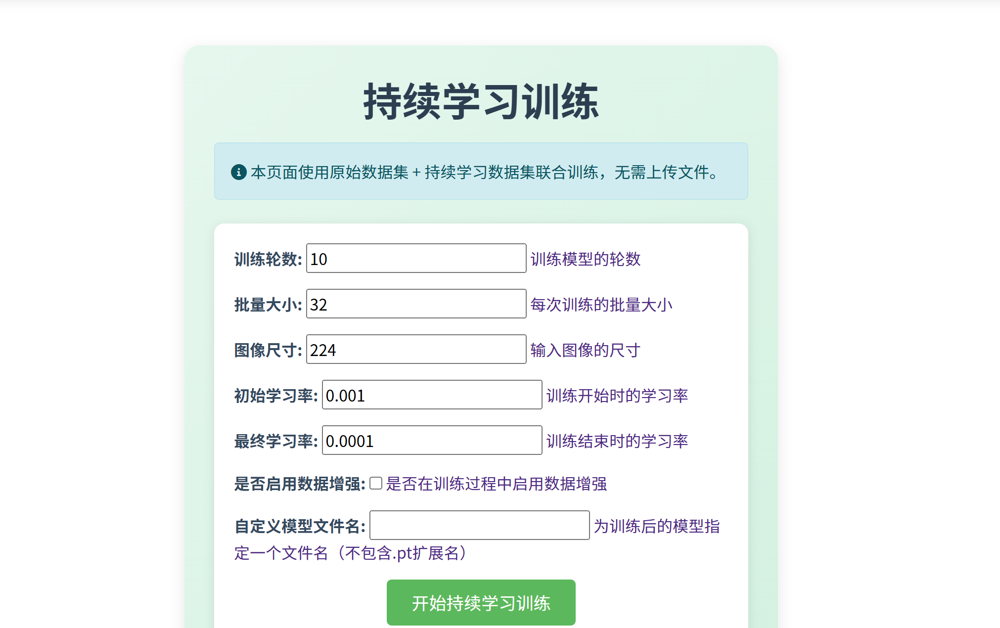 持续学习训练
本页面使用原始数据集 + 持续学习数据集联合训练，无需上传文件。
训练轮数: 10 训练模型的轮数
批量大小: 32 每次训练的批量大小
图像尺寸: 224 输入图像的尺寸
初始学习率: 0.001 训练开始时的学习率
最终学习率: 0.0001 训练结束时的学习率
是否启用数据增强: 是否在训练过程中启用数据增强
自定义模型文件名: 为训练后的模型指
定一个文件名（不包含.pt扩展名）
开始持续学习训练